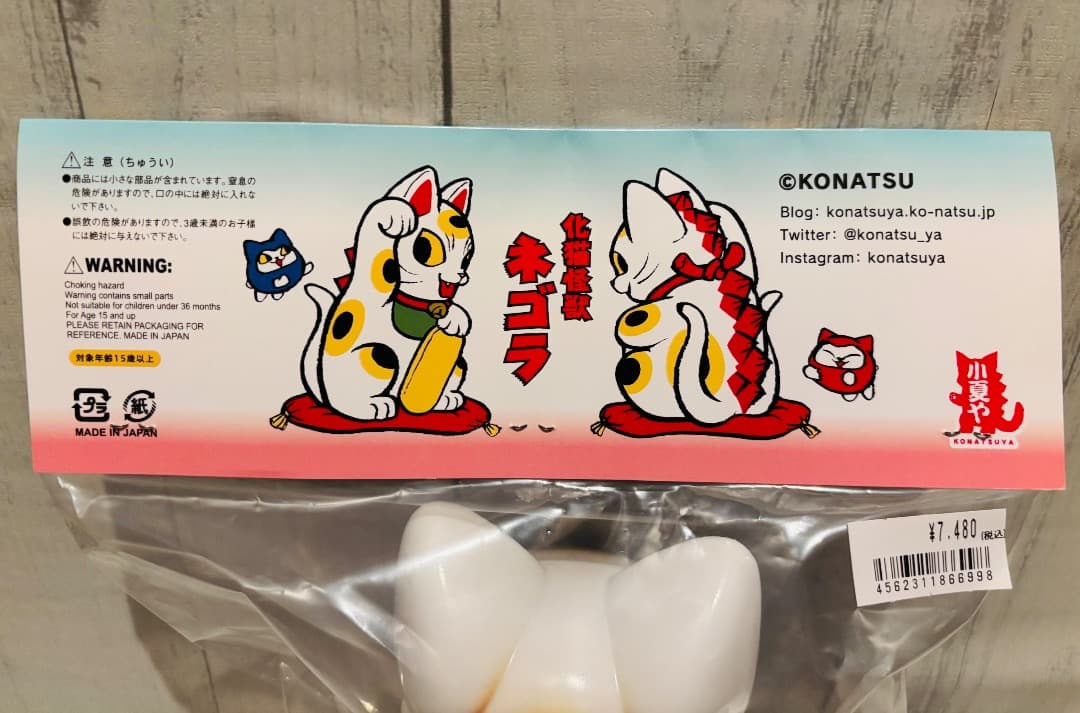 ⚠注 意（ちゅうい）
●商品には小さな部品が含まれています。窒息の
危険がありますので、口の中には絶対に入れな
いで下さい。
●誤飲の危険がありますので、3歳未満のお子様
には絶対に与えないで下さい。
⚠WARNING:
Choking hazard
Warning contains small parts
Not suitable for children under 36 months
For Age 15 and up
PLEASE RETAIN PACKAGING FOR
REFERENCE. MADE IN JAPAN
対象年齢15歳以上
プラ
紙
MADE IN JAPAN
化猫怪獣
ネゴラ
©KONATSU
Blog: konatsuya.ko-natsu.jp
Twitter: @konatsu_ya
Instagram: konatsuya
小夏や
KONATSUYA
¥7,480 (税込)
4562311866998